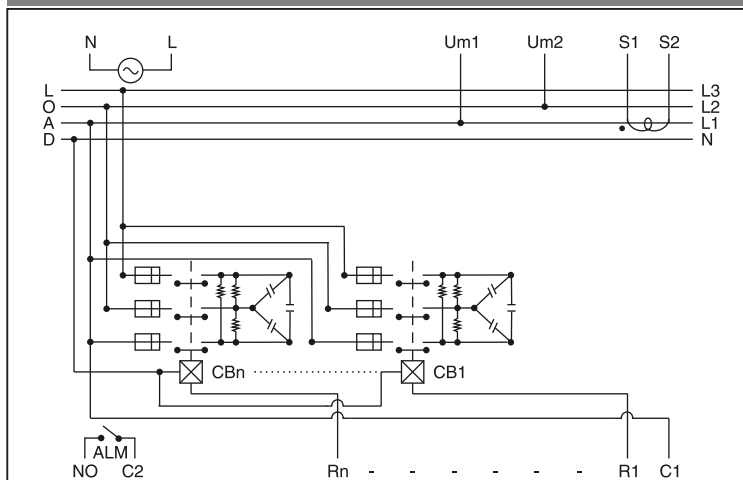 N L Um1 Um2 S1 S2
L L3
O L2
A L1
D N
CBn CB1
ALM
NO C2 Rn - - - - - - R1 C1